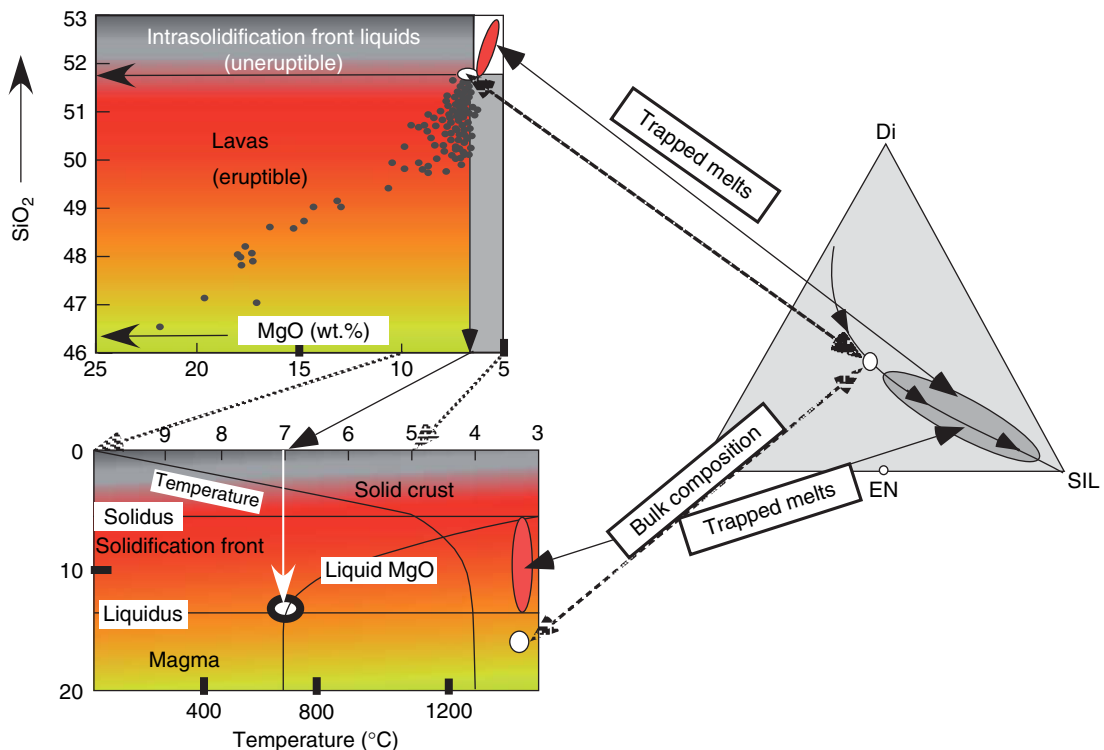 53
52
51
50
49
48
47
46
SiO2
Intrasolidification front liquids
(uneruptible)
Lavas
(eruptible)
MgO (wt.%)
25
20
15
10
5
Trapped melts
Di
EN
SIL
Bulk composition
Trapped melts
9
8
7
6
5
4
3
0
10
20
Temperature
Solid crust
Solidus
Solidification front
Liquid MgO
Liquidus
Magma
400
800
1200
Temperature (°C)